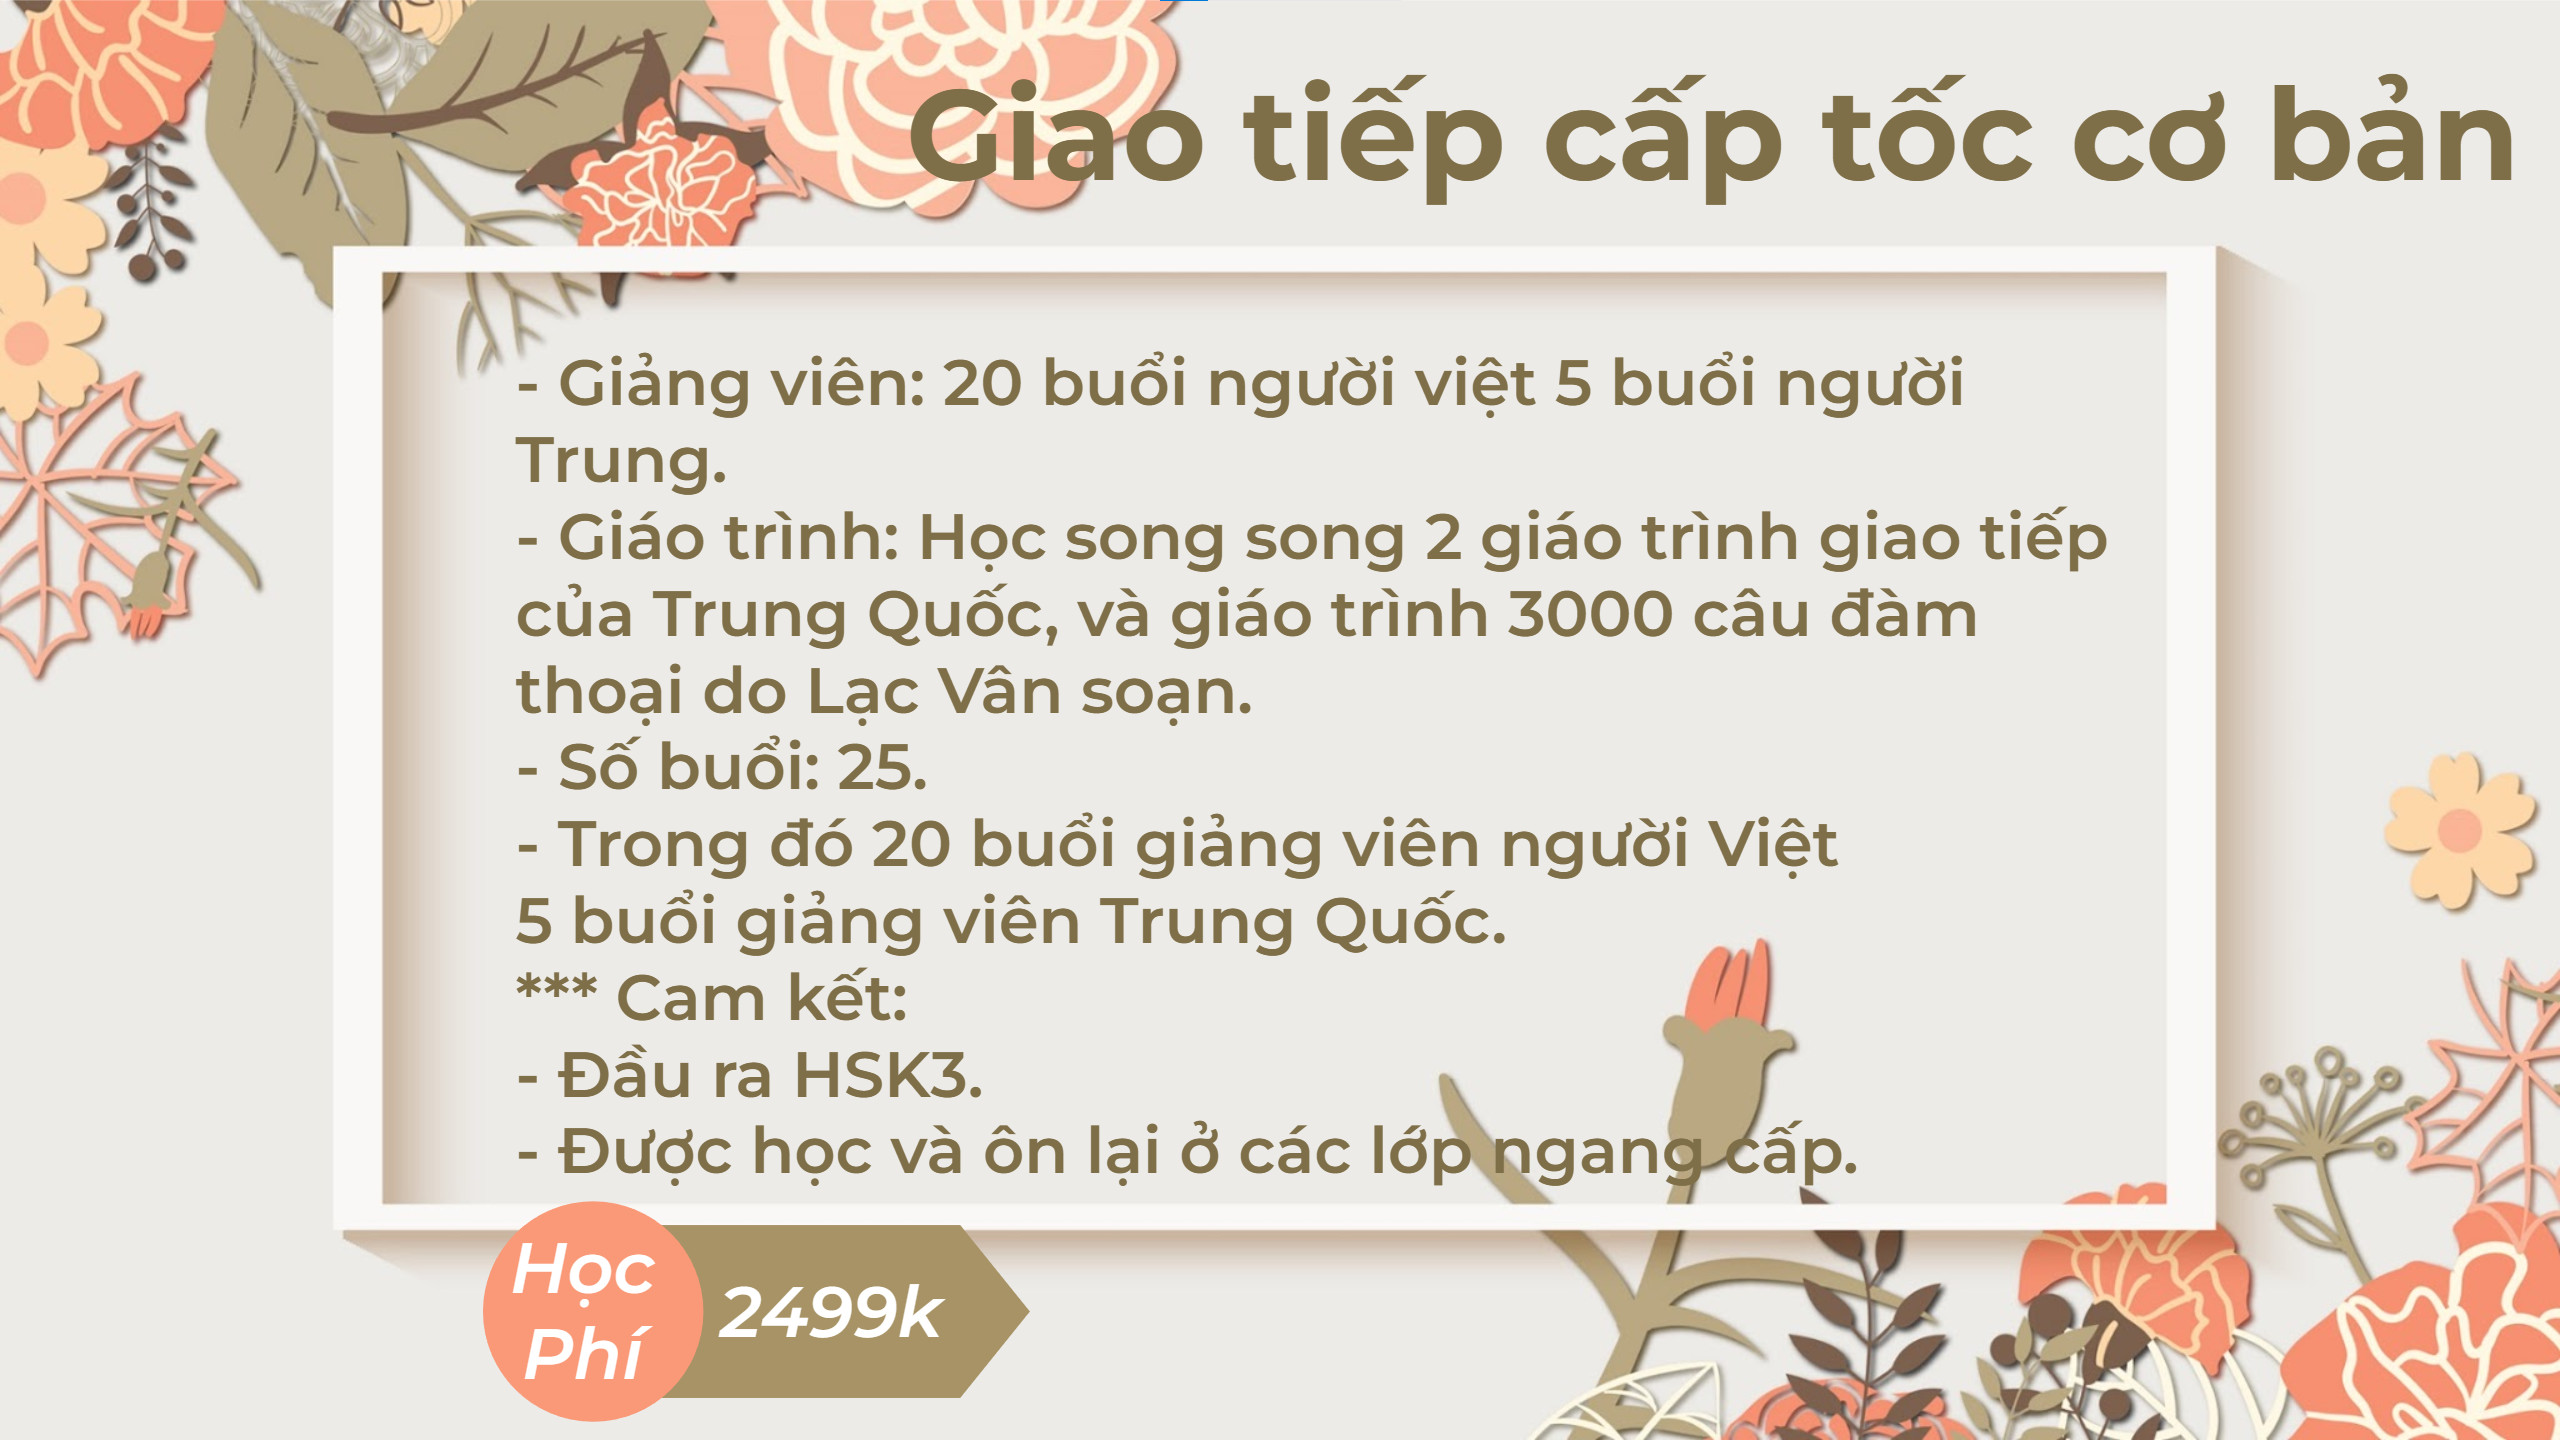 Giao tiếp cấp tốc cơ bản
- Giảng viên: 20 buổi người việt 5 buổi người
Trung.
- Giáo trình: Học song song 2 giáo trình giao tiếp
của Trung Quốc, và giáo trình 3000 câu đàm
thoại do Lạc Vân soạn.
- Số buổi: 25.
- Trong đó 20 buổi giảng viên người Việt
5 buổi giảng viên Trung Quốc.
*** Cam kết:
- Đầu ra HSK3.
- Được học và ôn lại ở các lớp ngang cấp.
Học
Phí
2499k